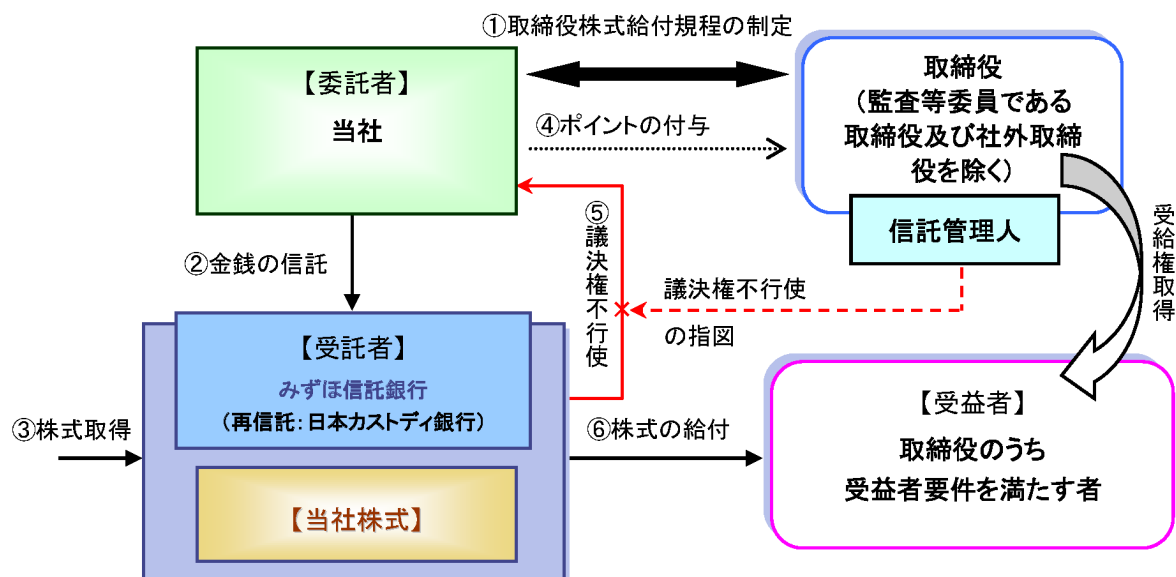 ①取締役株式給付規程の制定
【委託者】
当社
取締役
(監査等委員である
取締役及び社外取締
役を除く)
④ポイントの付与
信託管理人
受給権取得
②金銭の信託
⑤議決権不行使
議決権不行使
の指図
【受託者】
みずほ信託銀行
(再信託:日本カストディ銀行)
③株式取得
⑥株式の給付
【当社株式】
【受益者】
取締役のうち
受益者要件を満たす者